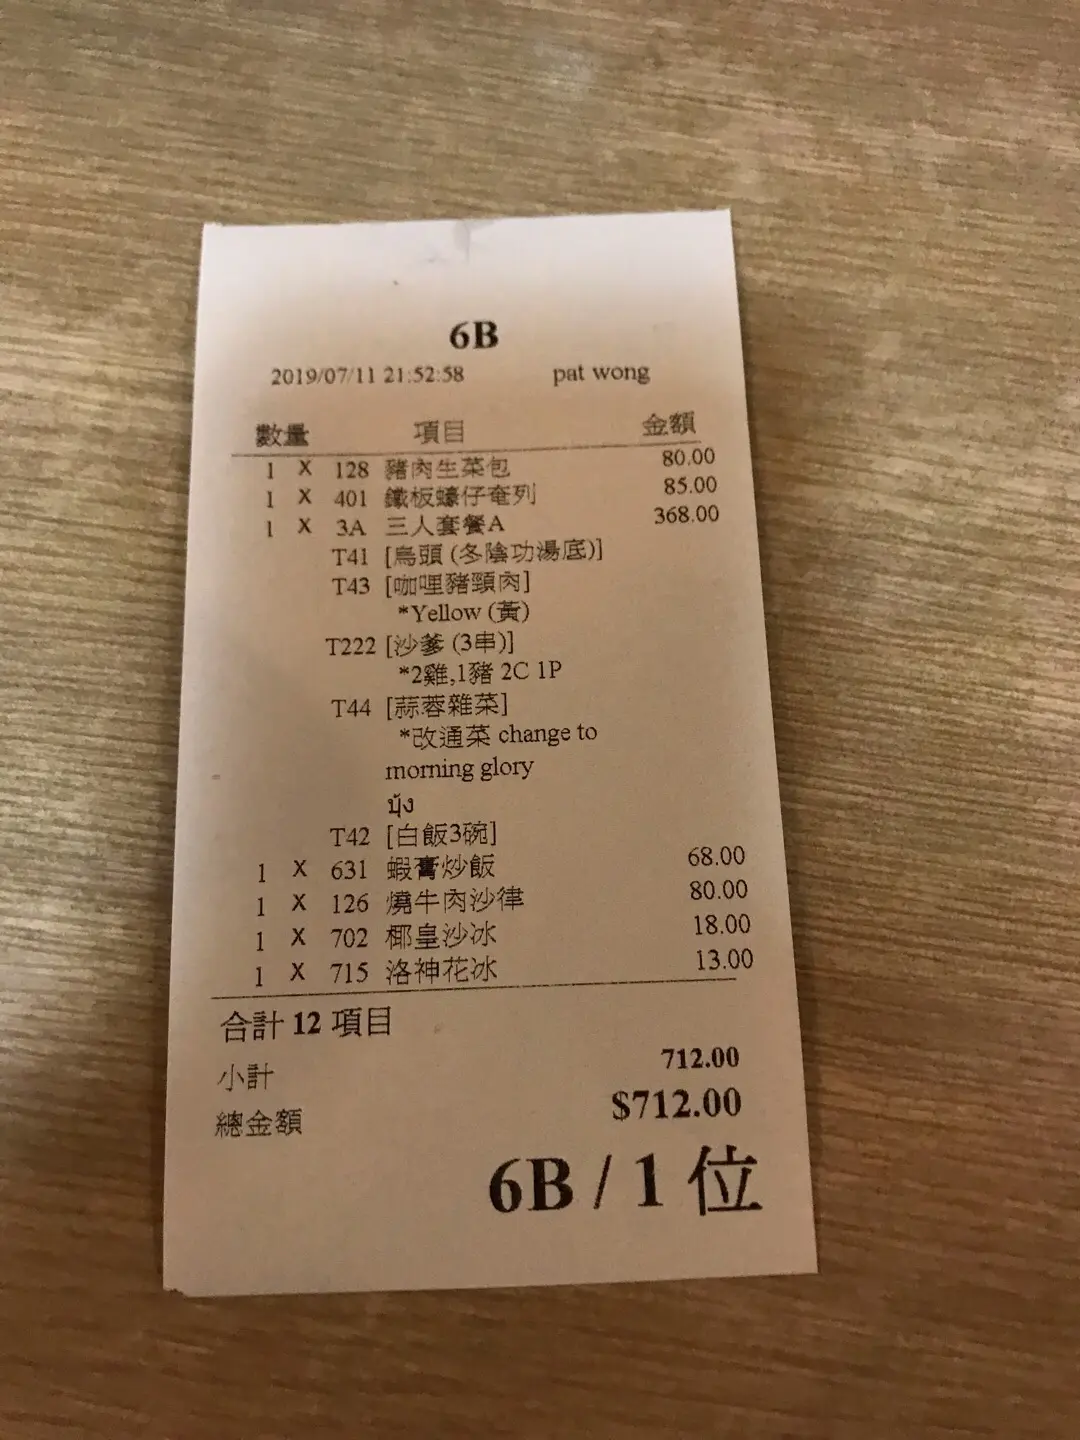 6B
2019/07/11 21:52:58 pat wong
數量 項目 金額
1 X 128 豬肉生菜包 80.00
1 X 401 鐵板蠔仔奄列 85.00
1 X 3A 三人套餐A 368.00
T41 [烏頭 (冬陰功湯底)]
T43 [咖哩豬頸肉]
*Yellow (黃)
T222 [沙爹 (3串)]
*2雞,1豬 2C 1P
T44 [蒜蓉雜菜]
*改通菜 change to
morning glory
บุ้ง
T42 [白飯3碗]
1 X 631 蝦膏炒飯 68.00
1 X 126 燒牛肉沙律 80.00
1 X 702 椰皇沙冰 18.00
1 X 715 洛神花冰 13.00
合計 12 項目
小計 712.00
總金額 $712.00
6B / 1 位